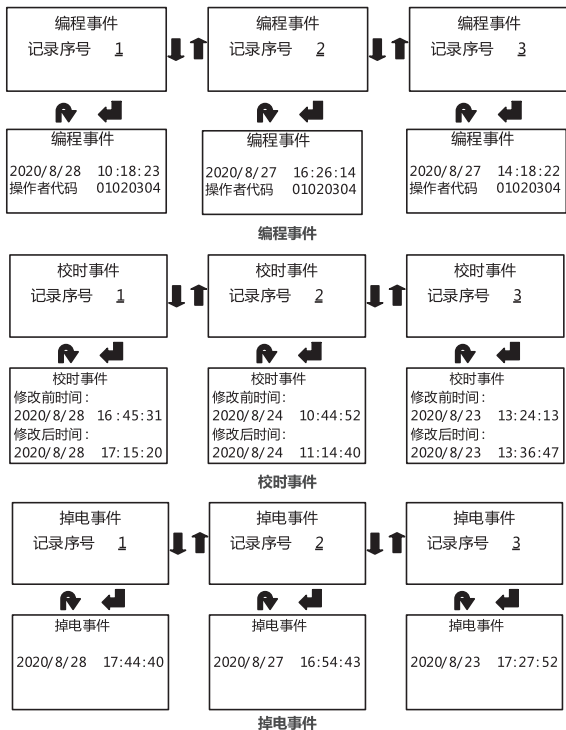 编程事件
记录序号 1
编程事件
记录序号 2
编程事件
记录序号 3
编程事件
2020/8/28 10:18:23
操作者代码 01020304
编程事件
2020/8/27 16:26:14
操作者代码 01020304
编程事件
2020/8/27 14:18:22
操作者代码 01020304
编程事件
校时事件
记录序号 1
校时事件
记录序号 2
校时事件
记录序号 3
校时事件
修改前时间:
2020/8/28 16:45:31
修改后时间:
2020/8/28 17:15:20
校时事件
修改前时间:
2020/8/24 10:44:52
修改后时间:
2020/8/24 11:14:40
校时事件
修改前时间:
2020/8/23 13:24:13
修改后时间:
2020/8/23 13:36:47
校时事件
掉电事件
记录序号 1
掉电事件
记录序号 2
掉电事件
记录序号 3
掉电事件
2020/8/28 17:44:40
掉电事件
2020/8/27 16:54:43
掉电事件
2020/8/23 17:27:52
掉电事件